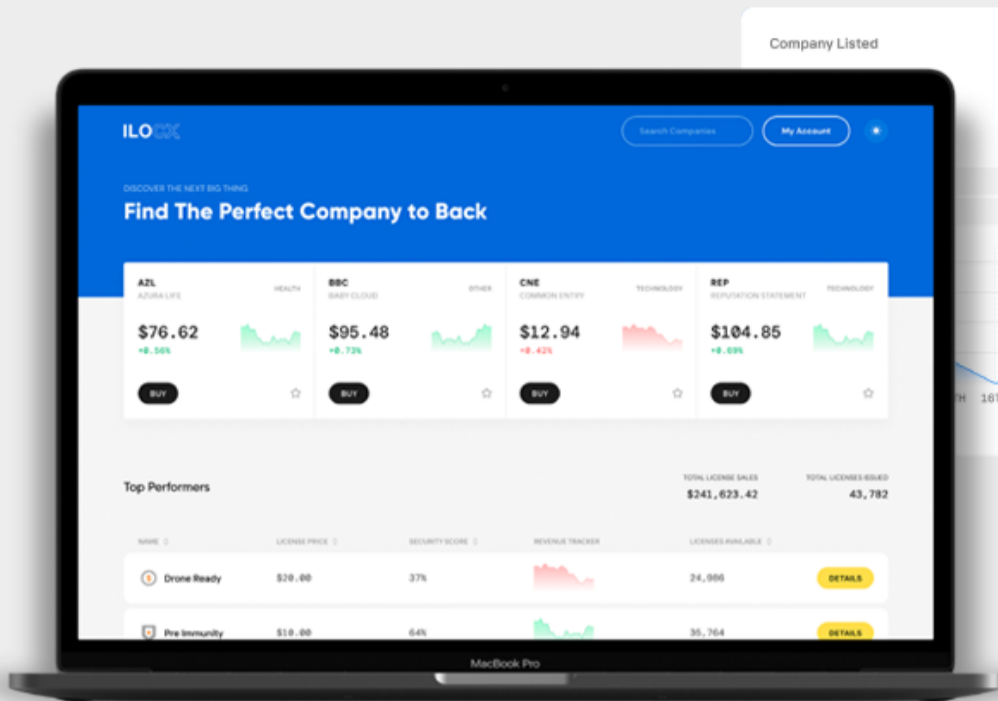 Company Listed
ILOCX
Search Companies
My Account
DISCOVER THE NEXT BIG THING
Find The Perfect Company to Back
AZL
AZURA LIFE
HEALTH
$76.62
+0.56%
BUY
BBC
BABY CLOUD
OTHER
$95.48
+0.73%
BUY
CNE
COMMON ENTRY
TECHNOLOGY
$12.94
+0.42%
BUY
REP
REPUTATION STATEMENT
TECHNOLOGY
$104.85
+0.69%
BUY
Top Performers
TOTAL LICENSE SALES
$241,623.42
TOTAL LICENSES ISSUED
43,782
NAME
LICENSE PRICE
SECURITY SCORE
REVENUE TRACKER
LICENSES AVAILABLE
Drone Ready
$20.00
37%
24,986
DETAILS
Pre Immunity
$10.00
64%
35,764
DETAILS
MacBook Pro